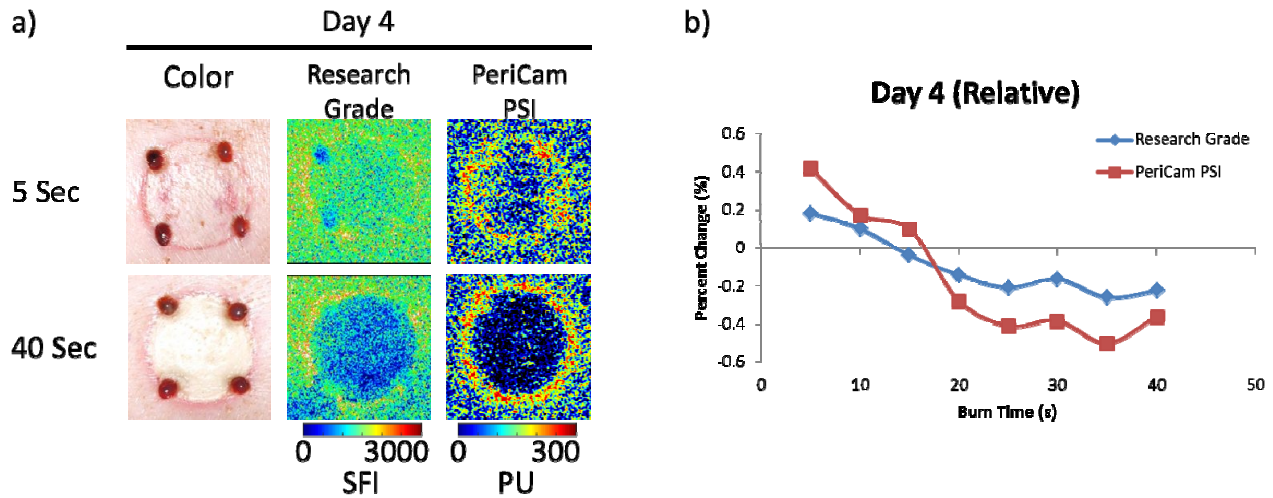 a)
Day 4
Color
Research
Grade
PeriCam
PSI
5 Sec
40 Sec
0 3000
SFI
0 300
PU
b)
Day 4 (Relative)
Research Grade
PeriCam PSI
Percent Change (%)
0.6
0.4
0.2
0
-0.2
-0.4
-0.6
0 10 20 30 40 50
Burn Time (s)